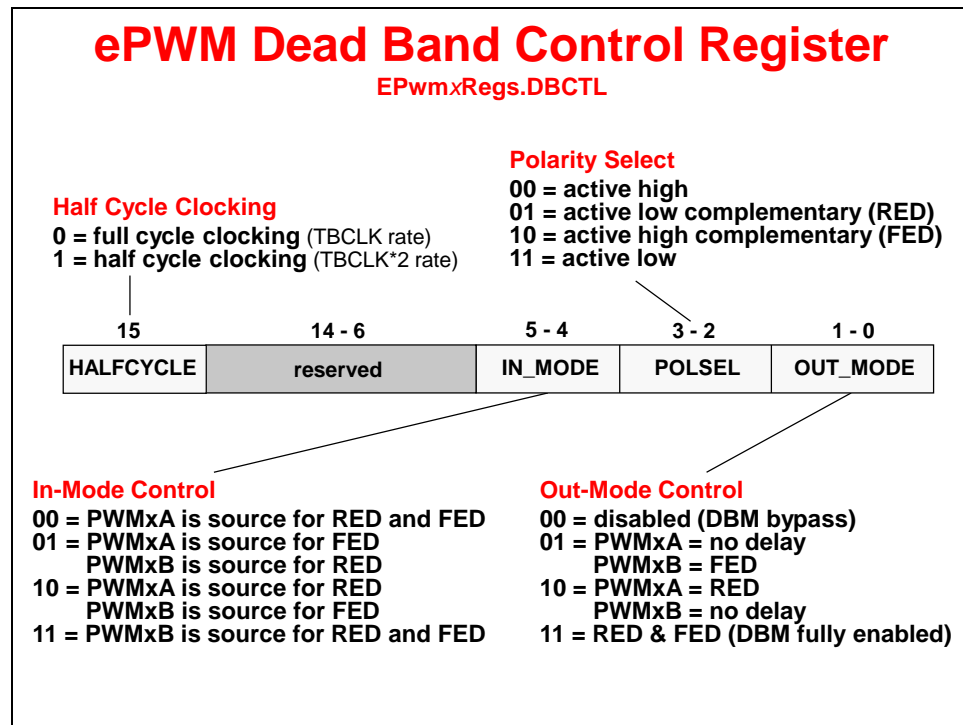 ePWM Dead Band Control Register
EPwmxRegs.DBCTL
Polarity Select
00 = active high
01 = active low complementary (RED)
10 = active high complementary (FED)
11 = active low
Half Cycle Clocking
0 = full cycle clocking (TBCLK rate)
1 = half cycle clocking (TBCLK*2 rate)
15 14 - 6 5 - 4 3 - 2 1 - 0
HALFCYCLE reserved IN_MODE POLSEL OUT_MODE
In-Mode Control
00 = PWMxA is source for RED and FED
01 = PWMxA is source for FED
PWMxB is source for RED
10 = PWMxA is source for RED
PWMxB is source for FED
11 = PWMxB is source for RED and FED
Out-Mode Control
00 = disabled (DBM bypass)
01 = PWMxA = no delay
PWMxB = FED
10 = PWMxA = RED
PWMxB = no delay
11 = RED & FED (DBM fully enabled)